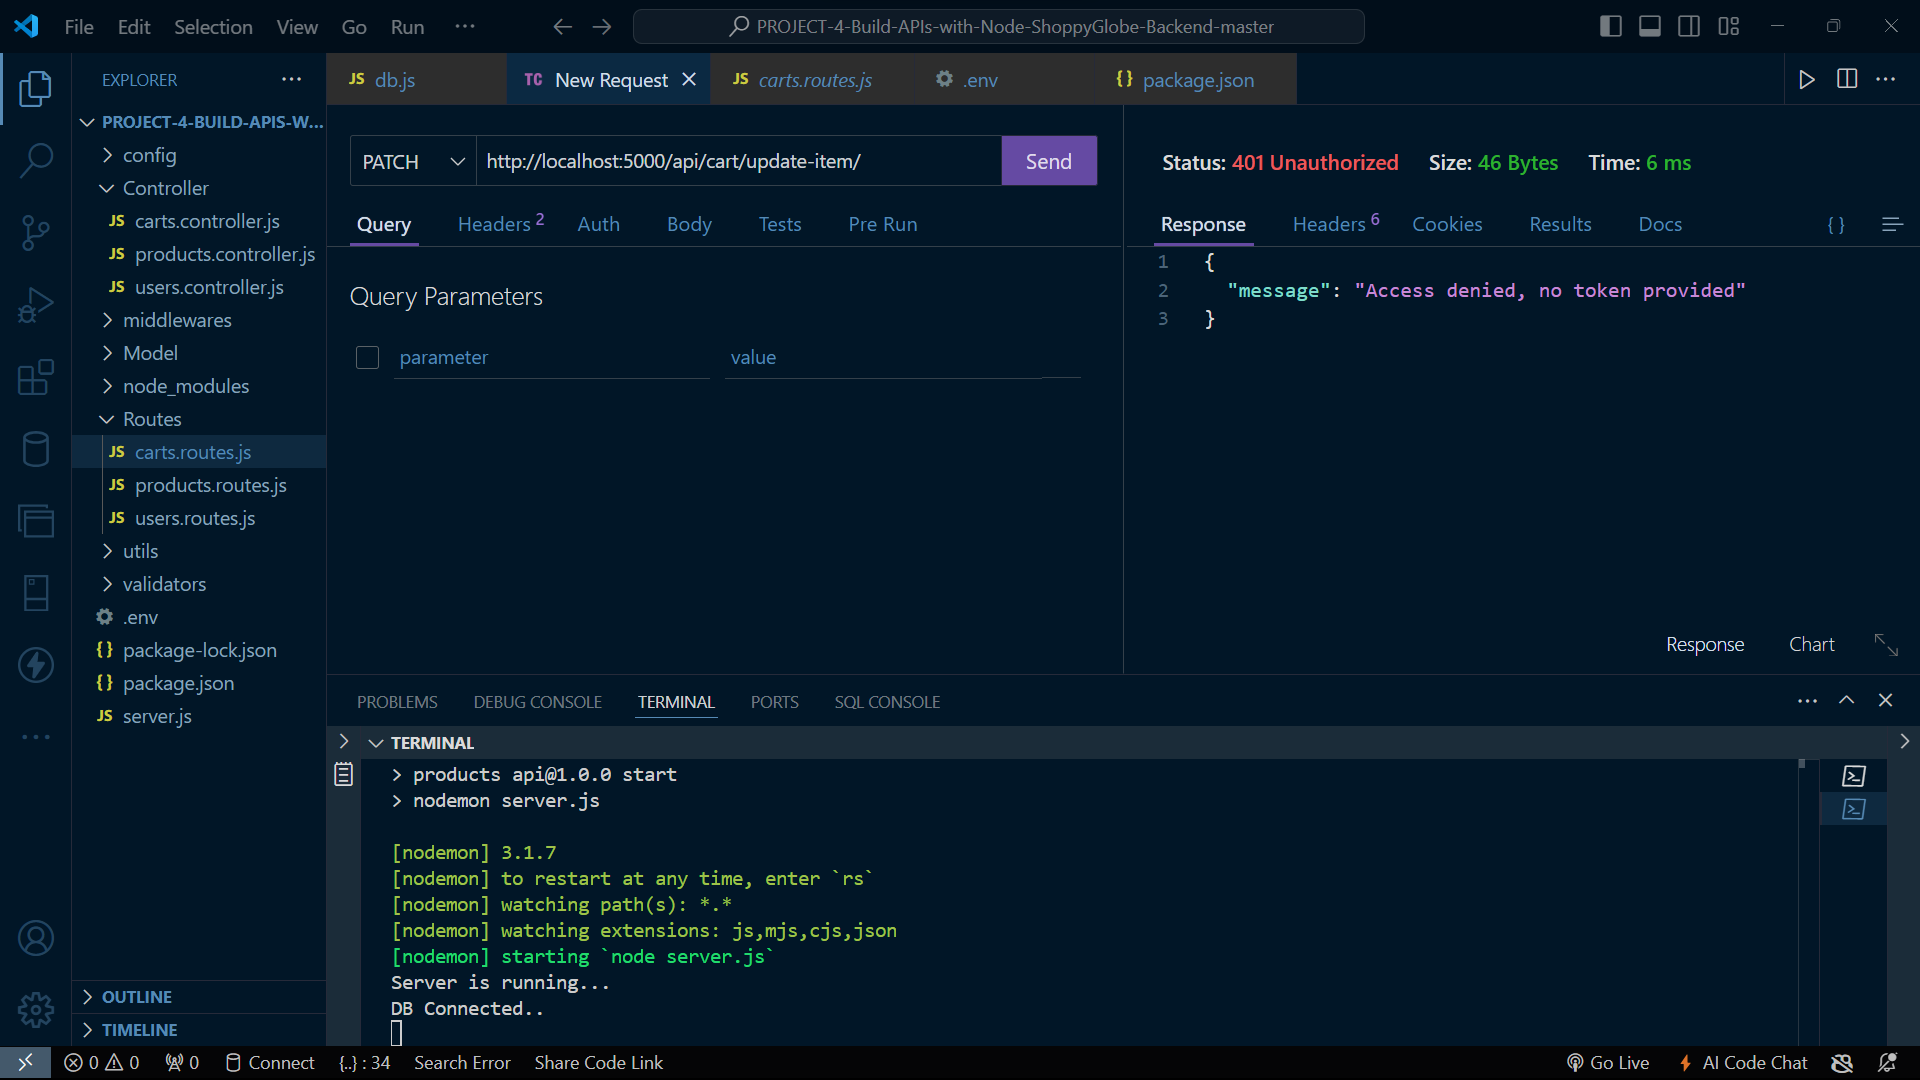 File Edit Selection View Go Run ...
PROJECT-4-Build-APIs-with-Node-ShoppyGlobe-Backend-master
EXPLORER ...
JS db.js
TC New Request
JS carts.routes.js
.env
{} package.json
PROJECT-4-BUILD-APIS-W...
config
Controller
JS carts.controller.js
JS products.controller.js
JS users.controller.js
middlewares
Model
node_modules
Routes
JS carts.routes.js
JS products.routes.js
JS users.routes.js
utils
validators
.env
{} package-lock.json
{} package.json
JS server.js
OUTLINE
TIMELINE
PATCH http://localhost:5000/api/cart/update-item/ Send
Query Headers 2 Auth Body Tests Pre Run
Query Parameters
parameter value
Status: 401 Unauthorized Size: 46 Bytes Time: 6 ms
Response Headers 6 Cookies Results Docs {}
1 {
2 "message": "Access denied, no token provided"
3 }
Response Chart
PROBLEMS DEBUG CONSOLE TERMINAL PORTS SQL CONSOLE
TERMINAL
> products api@1.0.0 start
> nodemon server.js
[nodemon] 3.1.7
[nodemon] to restart at any time, enter `rs`
[nodemon] watching path(s): *.*
[nodemon] watching extensions: js,mjs,cjs,json
[nodemon] starting `node server.js`
Server is running...
DB Connected..
0 0 0 Connect {..} : 34 Search Error Share Code Link Go Live AI Code Chat